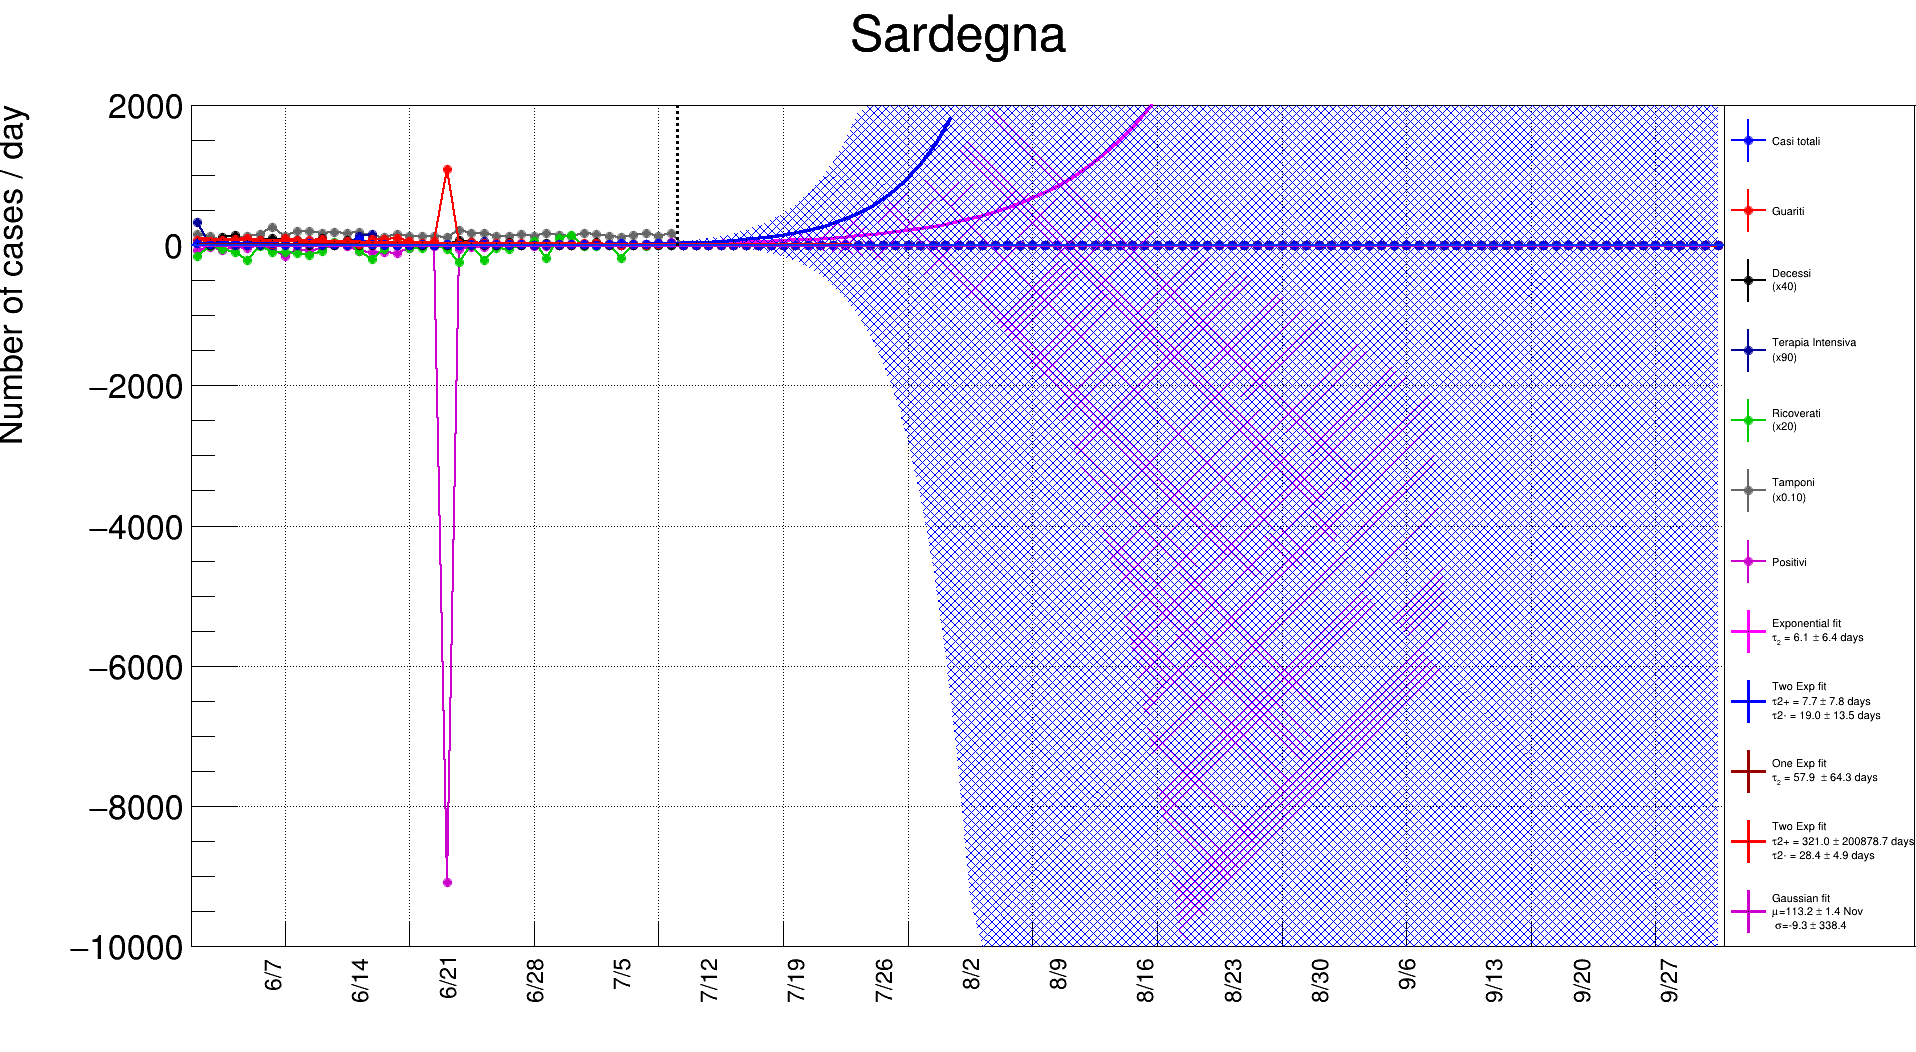 Sardegna
Number of cases / day
2000
0
−2000
−4000
−6000
−8000
−10000
6/7
6/14
6/21
6/28
7/5
7/12
7/19
7/26
8/2
8/9
8/16
8/23
8/30
9/6
9/13
9/20
9/27
Casi totali
Guariti
Decessi
(x40)
Terapia Intensiva
(x90)
Ricoverati
(x20)
Tamponi
(x0.10)
Positivi
Exponential fit
τ₂ = 6.1 ± 6.4 days
Two Exp fit
τ2+ = 7.7 ± 7.8 days
τ2- = 19.0 ± 13.5 days
One Exp fit
τ₂ = 57.9 ± 64.3 days
Two Exp fit
τ2+ = 321.0 ± 200878.7 days
τ2- = 28.4 ± 4.9 days
Gaussian fit
μ=113.2 ± 1.4 Nov
σ=-9.3 ± 338.4